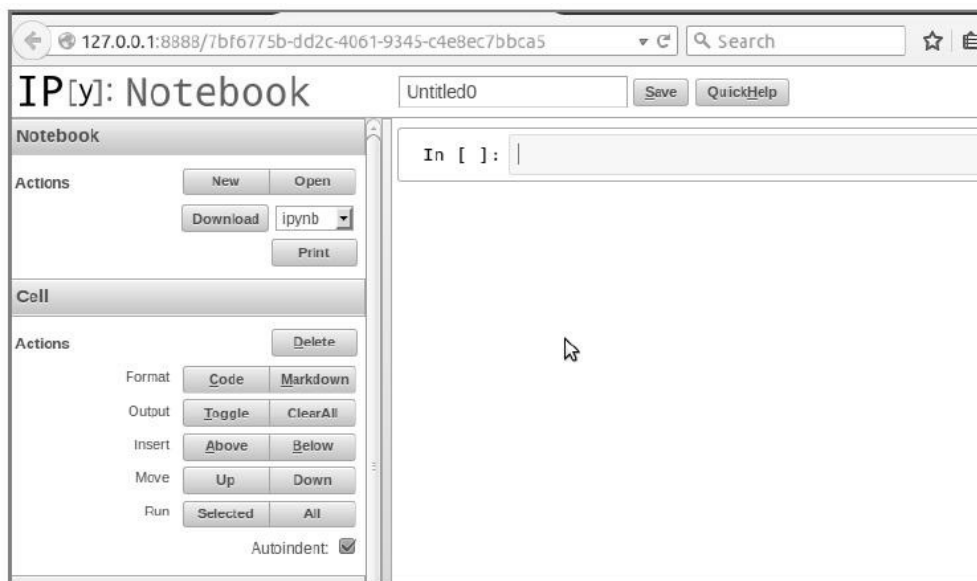 127.0.0.1:8888/7bf6775b-dd2c-4061-9345-c4e8ec7bbca5 Search
IP[y]: Notebook Untitled0 Save QuickHelp
Notebook
In [ ]:
Actions New Open
Download ipynb
Print
Cell
Actions Delete
Format Code Markdown
Output Toggle ClearAll
Insert Above Below
Move Up Down
Run Selected All
Autoindent: